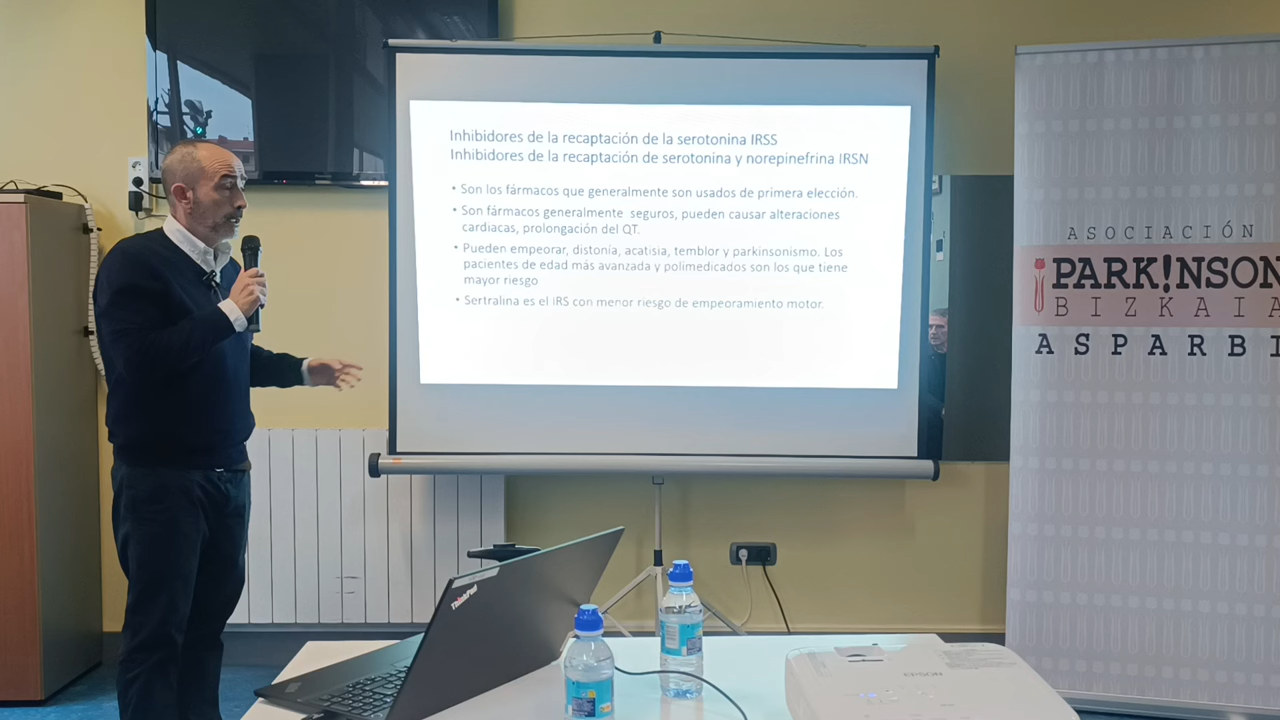 Inhibidores de la recaptación de la serotonina IRSS
Inhibidores de la recaptación de serotonina y norepinefrina IRSN
• Son los fármacos que generalmente son usados de primera elección.
• Son fármacos generalmente seguros, pueden causar alteraciones
cardiacas, prolongación del QT.
• Pueden empeorar, distonía, acatisia, temblor y parkinsonismo. Los
pacientes de edad más avanzada y polimedicados son los que tiene
mayor riesgo
• Sertralina es el iRS con menor riesgo de empeoramiento motor.
ASOCIACIÓN
PARK!NSON
BIZKAIA
ASPARBI
ThinkPad
EPSON